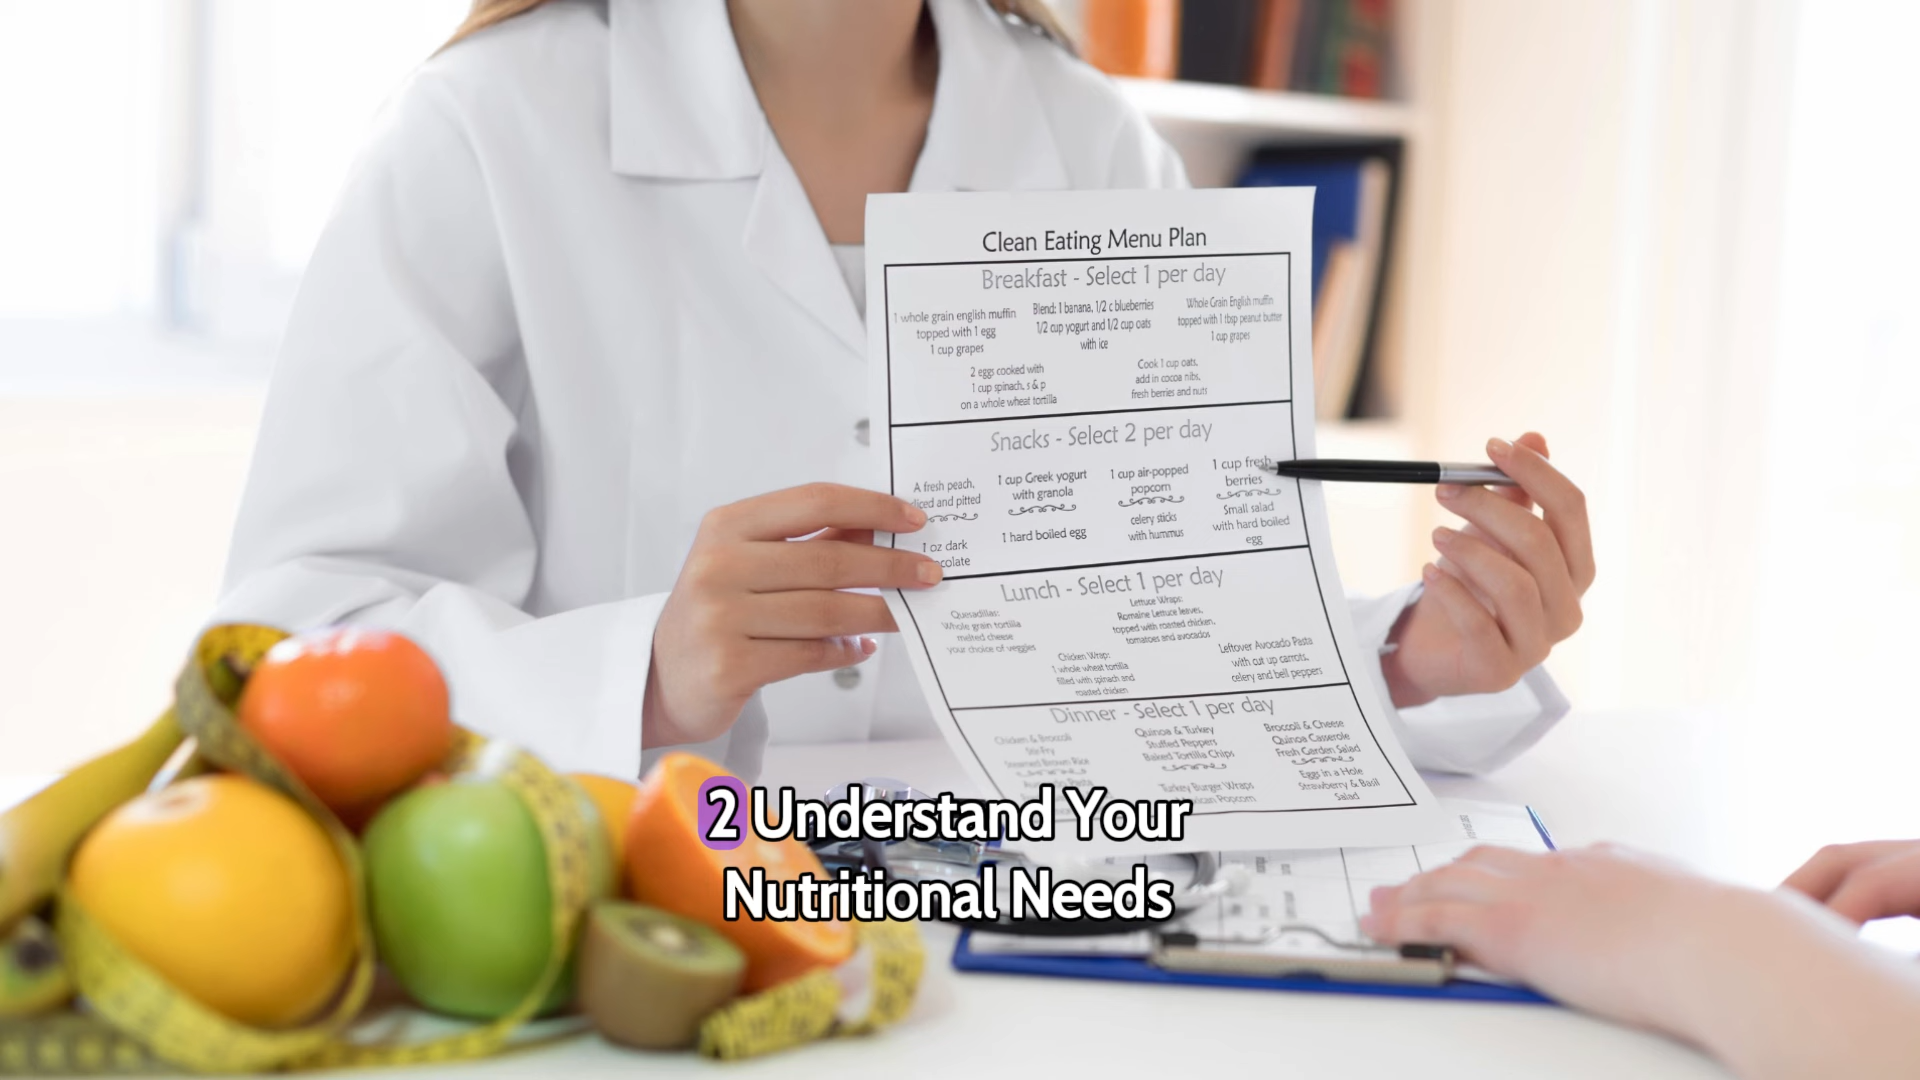 Clean Eating Menu Plan
Breakfast - Select 1 per day
1 whole grain english muffin
topped with 1 egg
1 cup grapes
Blend: 1 banana, 1/2 c blueberries
1/2 cup yogurt and 1/2 cup oats
with ice
Whole Grain English muffin
topped with 1 tbsp peanut butter
1 cup grapes
2 eggs cooked with
1 cup spinach, s & p
on a whole wheat tortilla
Cook 1 cup oats,
add in cocoa nibs,
fresh berries and nuts
Snacks - Select 2 per day
A fresh peach,
and pitted
1 cup Greek yogurt
with granola
1 cup air-popped
popcorn
1 cup fresh
berries
1 oz dark
1 hard boiled egg
celery sticks
with hummus
Small salad
with hard boiled
egg
Lunch - Select 1 per day
Quesadillas:
Whole grain tortilla
melted cheese
your choice of veggies
Lettuce Wraps:
Romaine Lettuce leaves,
topped with roasted chicken,
tomatoes and avocados
Chicken Wrap:
1 whole wheat tortilla
filled with spinach and
roasted chicken
Leftover Avocado Pasta
with cut up carrots,
celery and bell peppers
Dinner - Select 1 per day
Chicken & Broccoli
Stir-Fry
Steamed Brown Rice
Quinoa & Turkey
Stuffed Peppers
Baked Tortilla Chips
Broccoli & Cheese
Quinoa Casserole
Fresh Garden Salad
Pasta
Turkey Burger Wraps
Popcorn
Eggs in a Hole
Strawberry & Basil
Salad
2 Understand Your
Nutritional Needs